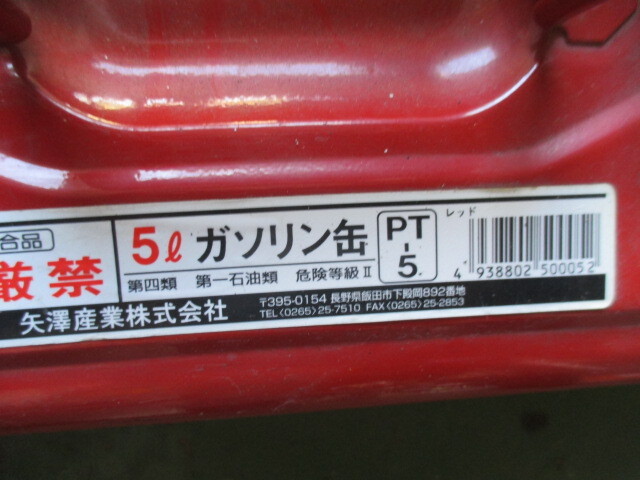 合品
厳禁
5ℓ ガソリン缶
第四類 第一石油類 危険等級Ⅱ
PT
-
5
レッド
4 938802 500052
矢澤産業株式会社
〒395-0154 長野県飯田市下殿岡892番地
TEL(0265)25-7510 FAX(0265)25-2853